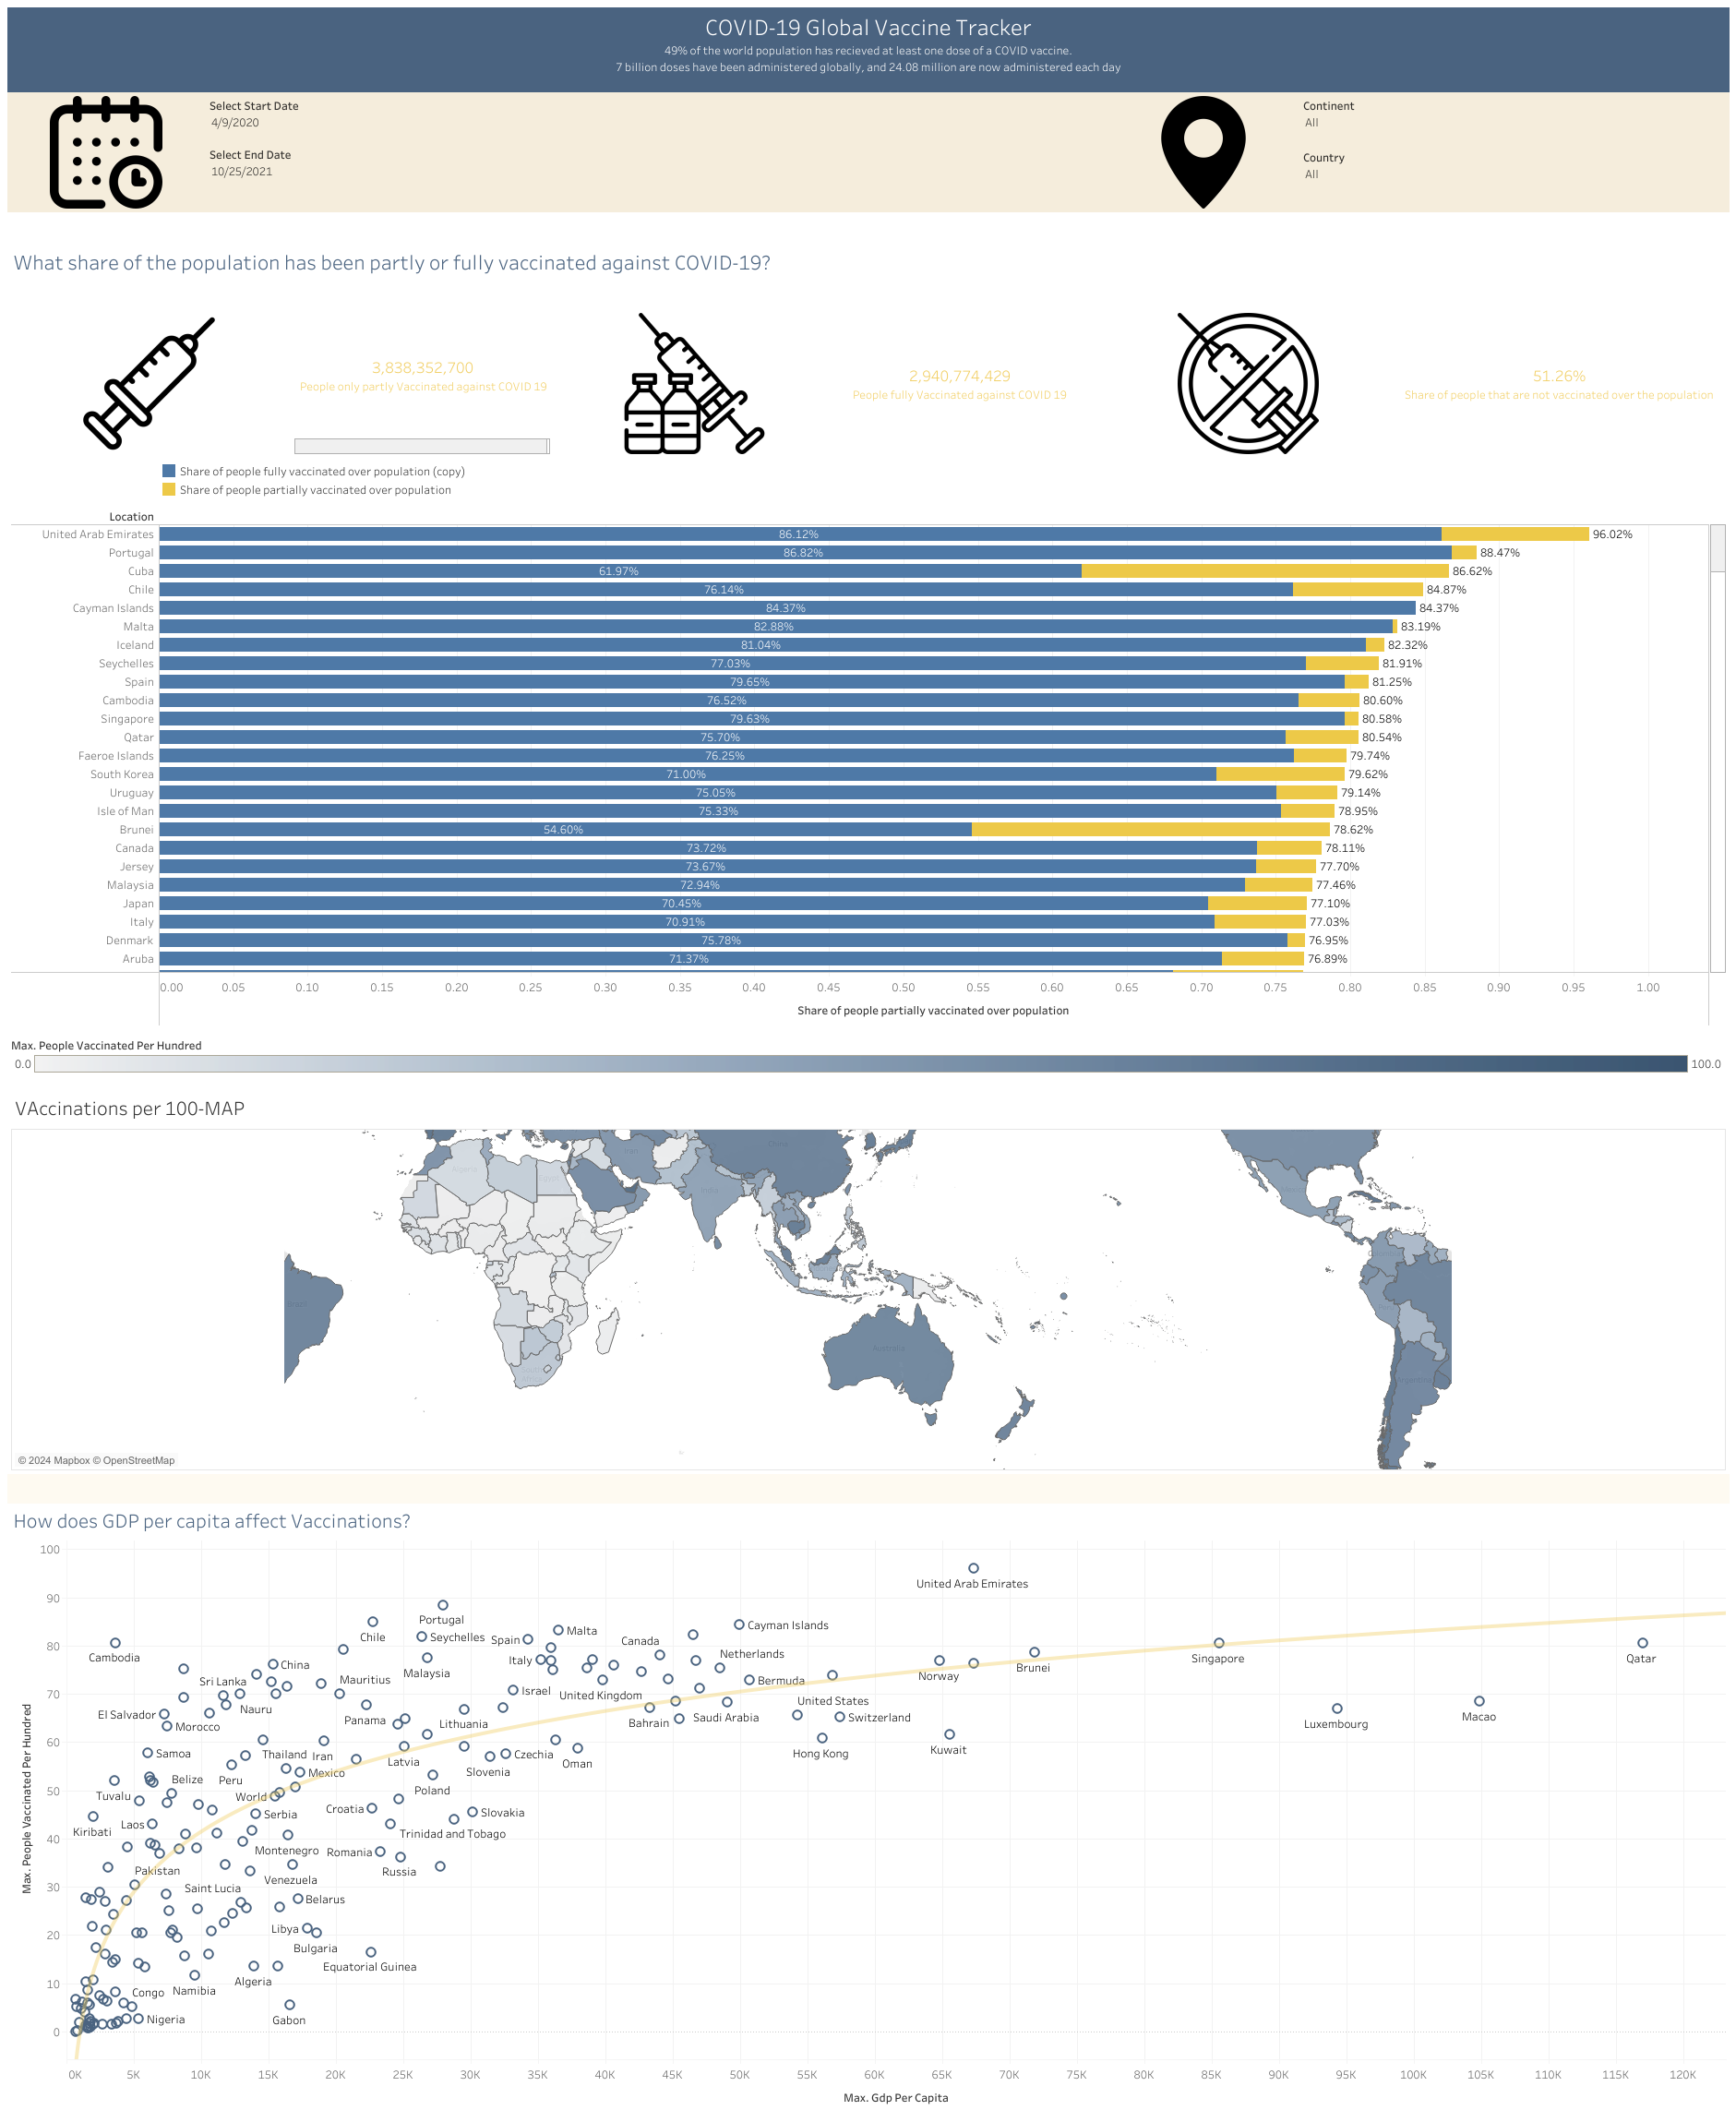 COVID-19 Global Vaccine Tracker
49% of the world population has recieved at least one dose of a COVID vaccine.
7 billion doses have been administered globally, and 24.08 million are now administered each day
Select Start Date
4/9/2020
Select End Date
10/25/2021
Continent
All
Country
All
What share of the population has been partly or fully vaccinated against COVID-19?
3,838,352,700
People only partly Vaccinated against COVID 19
2,940,774,429
People fully Vaccinated against COVID 19
51.26%
Share of people that are not vaccinated over the population
Share of people fully vaccinated over population (copy)
Share of people partially vaccinated over population
Location
United Arab Emirates 86.12% 96.02%
Portugal 86.82% 88.47%
Cuba 61.97% 86.62%
Chile 76.14% 84.87%
Cayman Islands 84.37% 84.37%
Malta 82.88% 83.19%
Iceland 81.04% 82.32%
Seychelles 77.03% 81.91%
Spain 79.65% 81.25%
Cambodia 76.52% 80.60%
Singapore 79.63% 80.58%
Qatar 75.70% 80.54%
Faeroe Islands 76.25% 79.74%
South Korea 71.00% 79.62%
Uruguay 75.05% 79.14%
Isle of Man 75.33% 78.95%
Brunei 54.60% 78.62%
Canada 73.72% 78.11%
Jersey 73.67% 77.70%
Malaysia 72.94% 77.46%
Japan 70.45% 77.10%
Italy 70.91% 77.03%
Denmark 75.78% 76.95%
Aruba 71.37% 76.89%
0.00 0.05 0.10 0.15 0.20 0.25 0.30 0.35 0.40 0.45 0.50 0.55 0.60 0.65 0.70 0.75 0.80 0.85 0.90 0.95 1.00
Share of people partially vaccinated over population
Max. People Vaccinated Per Hundred
0.0 100.0
VAccinations per 100-MAP
Australia
© 2024 Mapbox © OpenStreetMap
How does GDP per capita affect Vaccinations?
Max. People Vaccinated Per Hundred
100
90
80
70
60
50
40
30
20
10
0
United Arab Emirates
Portugal
Cayman Islands
Chile
Seychelles
Spain
Malta
Canada
Cambodia
China
Malaysia
Italy
Netherlands
Norway
Brunei
Singapore
Qatar
Sri Lanka
Mauritius
Israel
United Kingdom
Bermuda
El Salvador
Nauru
Panama
Lithuania
Bahrain
Saudi Arabia
United States
Switzerland
Luxembourg
Macao
Morocco
Samoa
Thailand
Iran
Latvia
Slovenia
Czechia
Oman
Hong Kong
Kuwait
Tuvalu
Belize
Peru
Mexico
Poland
World
Serbia
Croatia
Slovakia
Kiribati
Laos
Trinidad and Tobago
Montenegro
Romania
Russia
Pakistan
Saint Lucia
Venezuela
Belarus
Libya
Bulgaria
Equatorial Guinea
Algeria
Congo
Namibia
Nigeria
Gabon
0K 5K 10K 15K 20K 25K 30K 35K 40K 45K 50K 55K 60K 65K 70K 75K 80K 85K 90K 95K 100K 105K 110K 115K 120K
Max. Gdp Per Capita